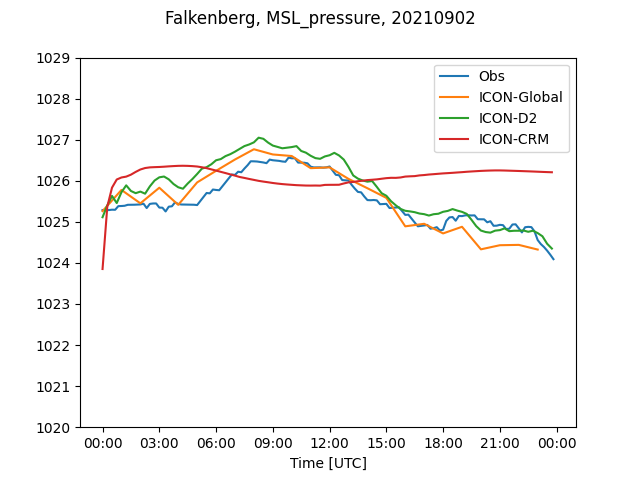 Falkenberg, MSL_pressure, 20210902
1029
1028
1027
1026
1025
1024
1023
1022
1021
1020
Obs
ICON-Global
ICON-D2
ICON-CRM
00:00 03:00 06:00 09:00 12:00 15:00 18:00 21:00 00:00
Time [UTC]